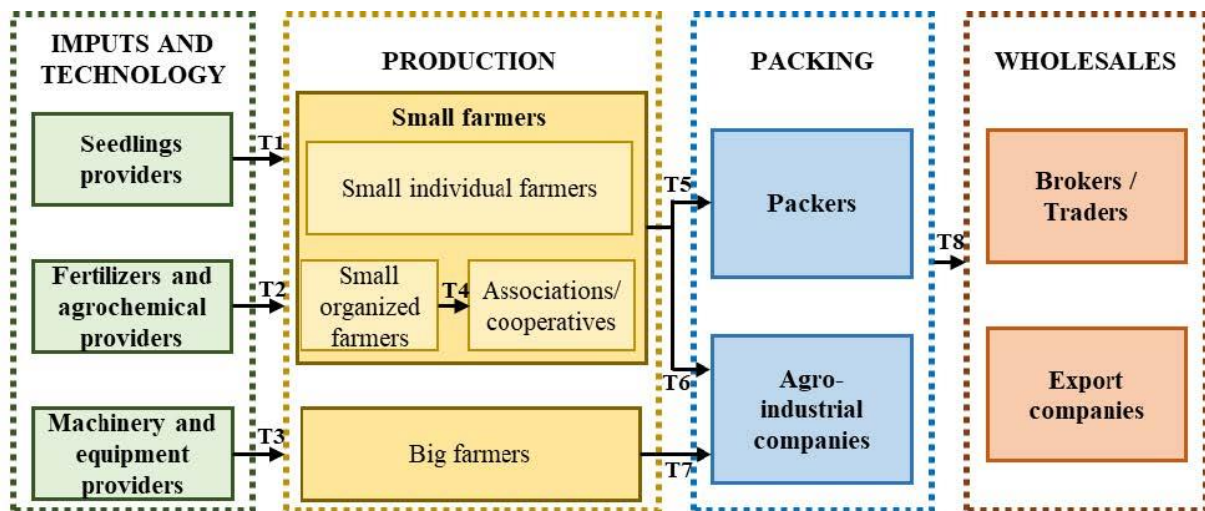 IMPUTS AND
TECHNOLOGY
Seedlings
providers
Fertilizers and
agrochemical
providers
Machinery and
equipment
providers
T1
T2
T3
PRODUCTION
Small farmers
Small individual farmers
Small
organized
farmers
T4
Associations/
cooperatives
Big farmers
T5
T6
T7
PACKING
Packers
Agro-
industrial
companies
T8
WHOLESALES
Brokers /
Traders
Export
companies